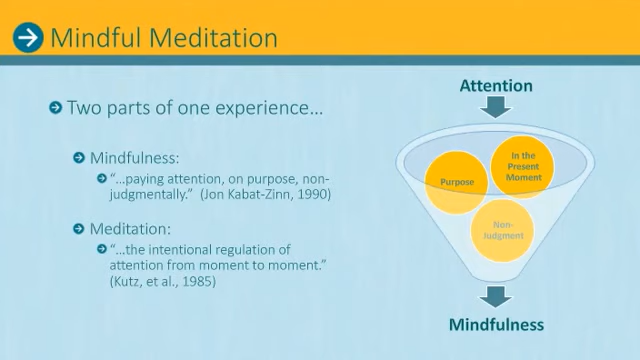 Mindful Meditation
Two parts of one experience...
Mindfulness:
"...paying attention, on purpose, non-
judgmentally." (Jon Kabat-Zinn, 1990)
Meditation:
"...the intentional regulation of
attention from moment to moment."
(Kutz, et al., 1985)
Attention
In the
Present
Moment
Purpose
Non-
Judgment
Mindfulness